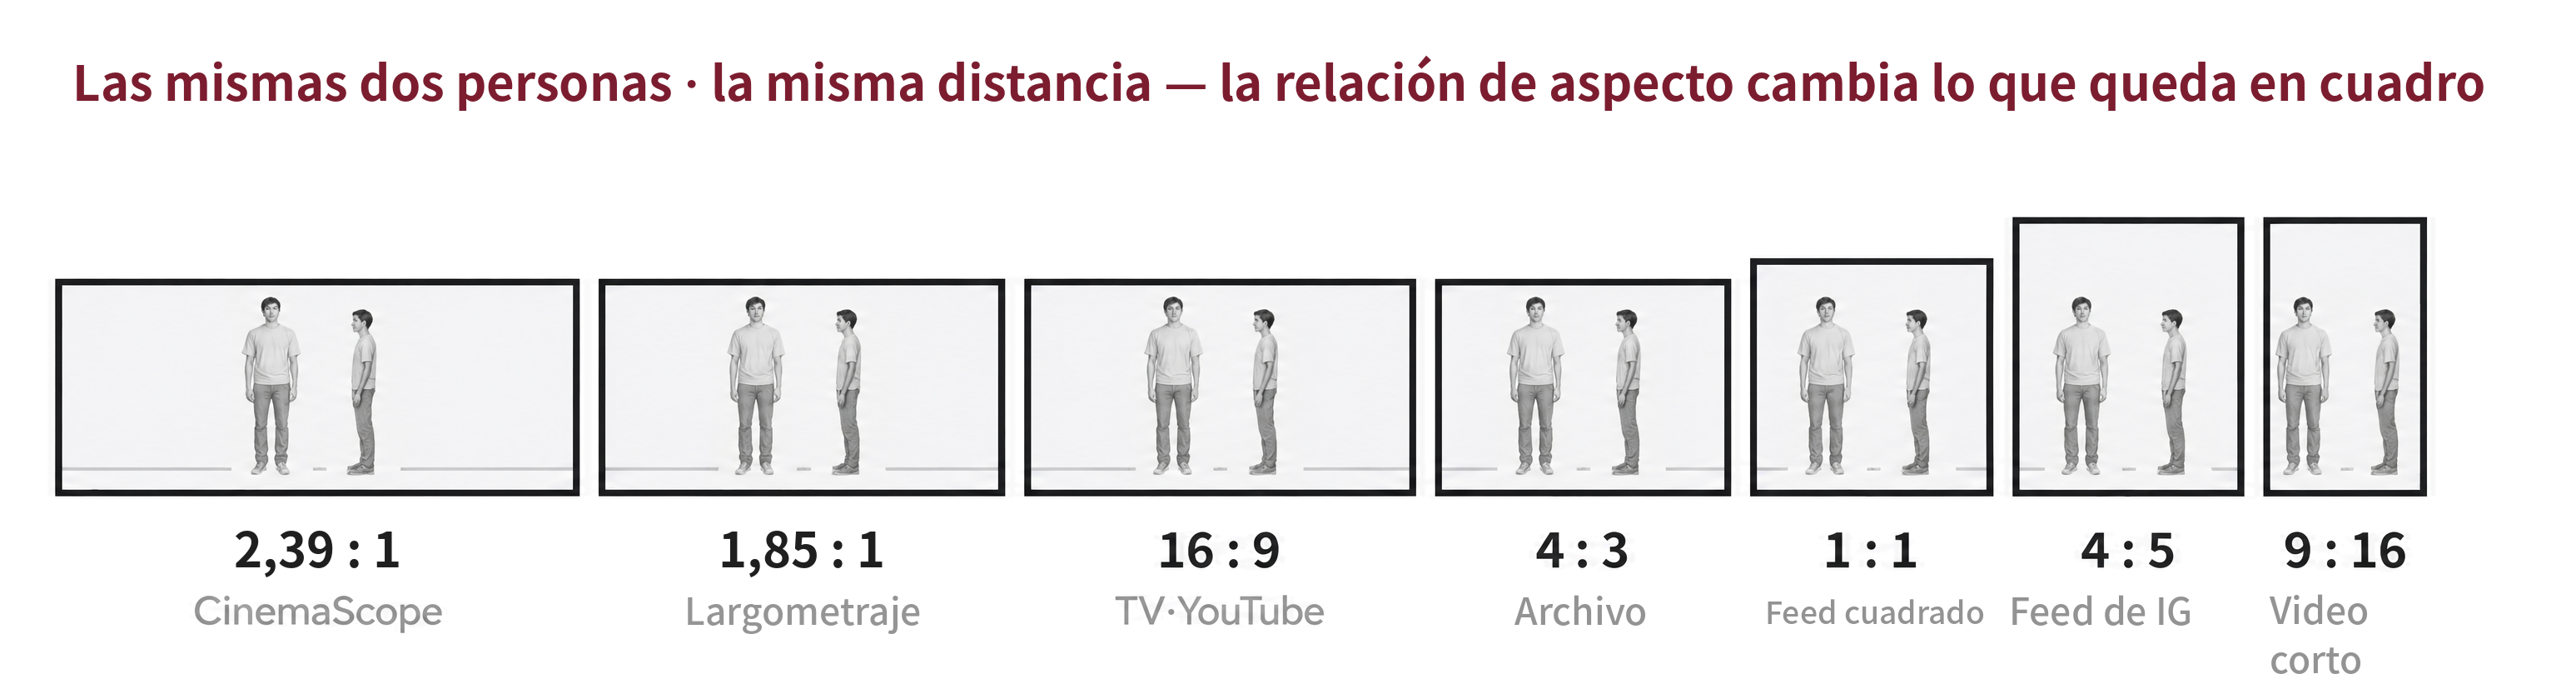 Las mismas dos personas · la misma distancia — la relación de aspecto cambia lo que queda en cuadro
2,39 : 1
CinemaScope
1,85 : 1
Largometraje
16 : 9
TV·YouTube
4 : 3
Archivo
1 : 1
Feed cuadrado
4 : 5
Feed de IG
9 : 16
Video
corto